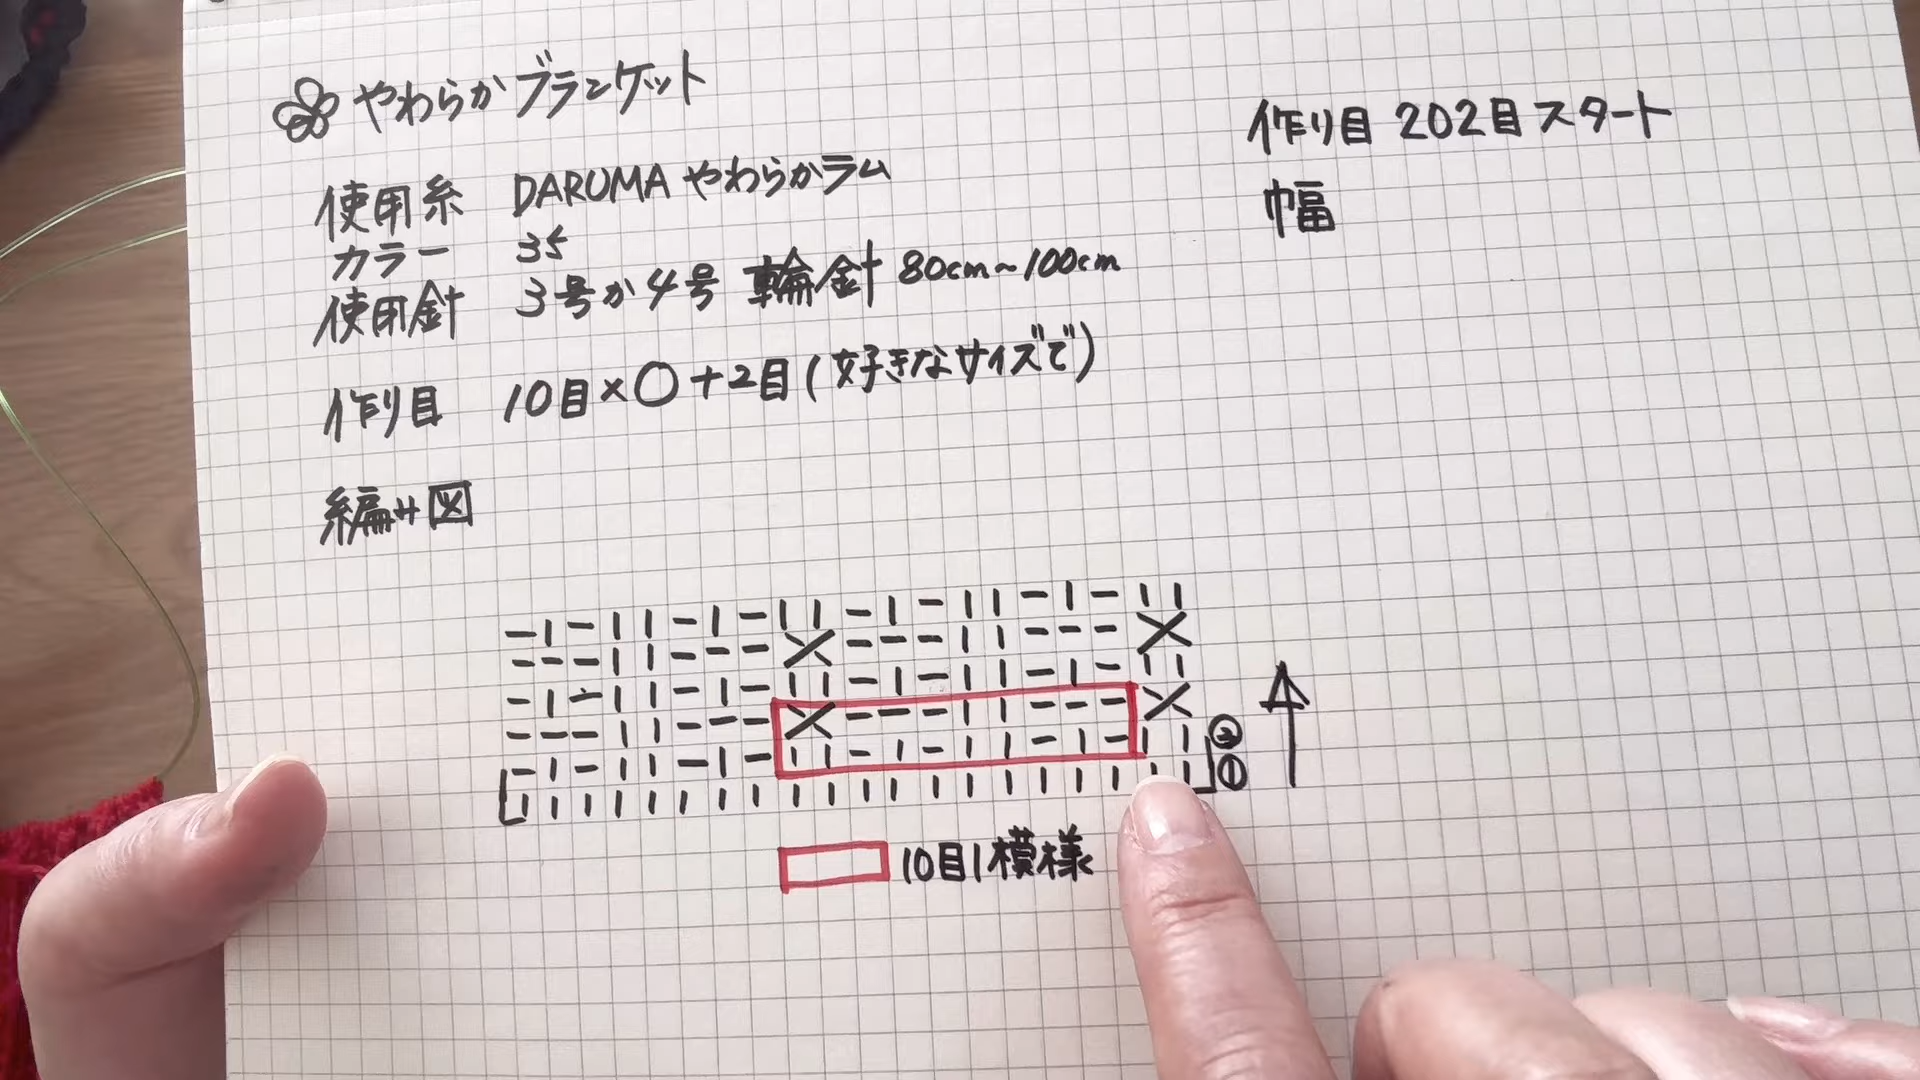 やわらかブランケット
使用糸 DARUMA やわらかラム
カラー 35
使用針 3号か4号 輪針 80cm~100cm
作り目 10目×○+2目(好きなサイズで)
編み図
作り目 202目スタート
幅
②
①
10目1模様